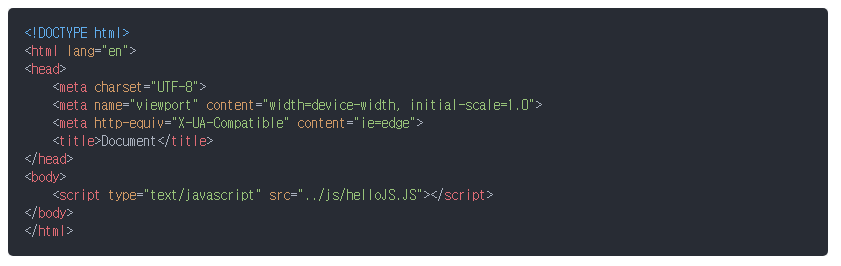 <!DOCTYPE html>
<html lang="en">
<head>
    <meta charset="UTF-8">
    <meta name="viewport" content="width=device-width, initial-scale=1.0">
    <meta http-equiv="X-UA-Compatible" content="ie=edge">
    <title>Document</title>
</head>
<body>
    <script type="text/javascript" src="../js/helloJS.JS"></script>
</body>
</html>